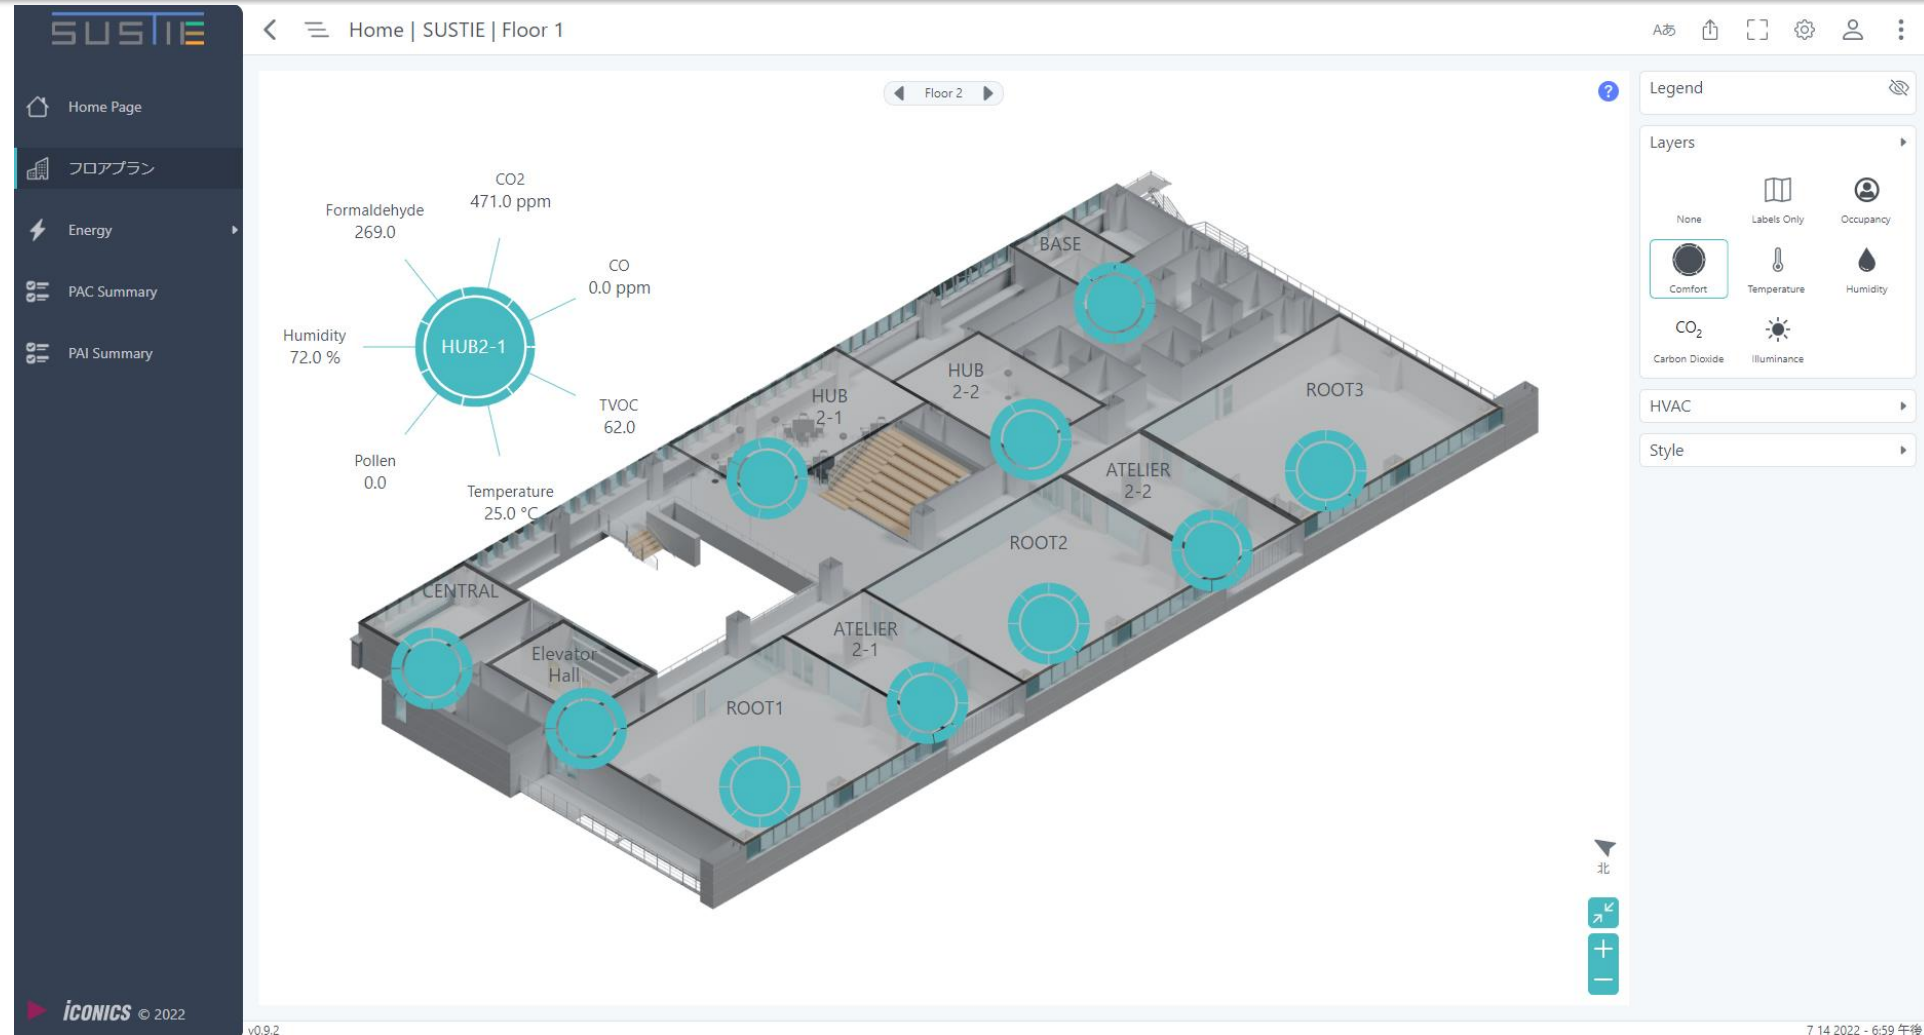 SUSTIE
Home | SUSTIE | Floor 1
Aあ
Home Page
フロアプラン
Energy
PAC Summary
PAI Summary
Floor 2
?
CO2
471.0 ppm
Formaldehyde
269.0
CO
0.0 ppm
Humidity
72.0 %
HUB2-1
TVOC
62.0
Pollen
0.0
Temperature
25.0 °C
BASE
HUB
2-2
HUB
2-1
ROOT3
ATELIER
2-2
ROOT2
CENTRAL
ATELIER
2-1
Elevator
Hall
ROOT1
北
Legend
Layers
None
Labels Only
Occupancy
Comfort
Temperature
Humidity
CO2
Carbon Dioxide
Illuminance
HVAC
Style
ICONICS © 2022
v0.9.2
7 14 2022 - 6:59 午後